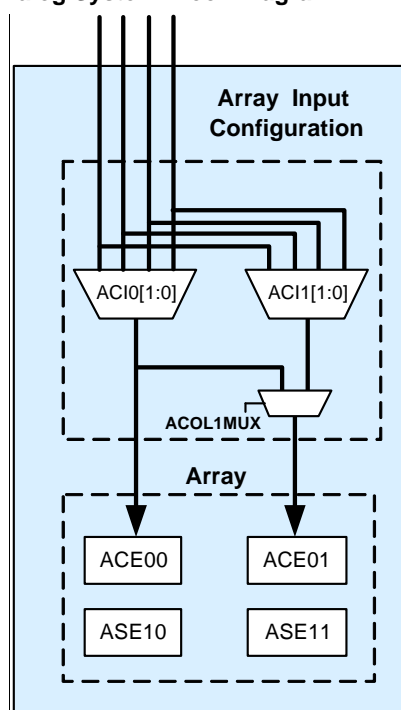 Array Input
Configuration
ACI0[1:0]
ACI1[1:0]
ACOL1MUX
Array
ACE00
ACE01
ASE10
ASE11